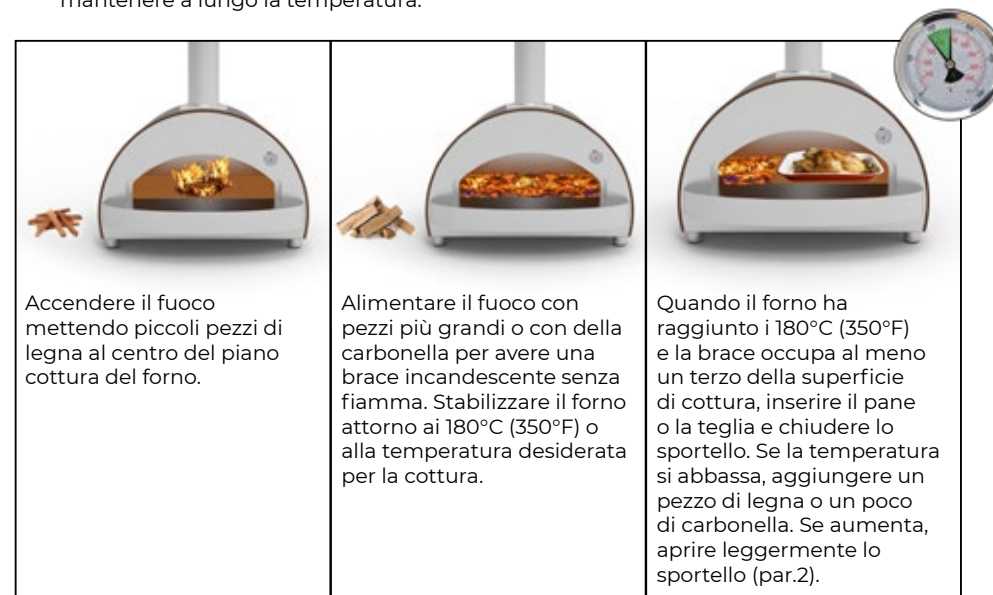 mantenere a lungo la temperatura.
Accendere il fuoco
mettendo piccoli pezzi di
legna al centro del piano
cottura del forno.
Alimentare il fuoco con
pezzi più grandi o con della
carbonella per avere una
brace incandescente senza
fiamma. Stabilizzare il forno
attorno ai 180°C (350°F) o
alla temperatura desiderata
per la cottura.
Quando il forno ha
raggiunto i 180°C (350°F)
e la brace occupa al meno
un terzo della superficie
di cottura, inserire il pane
o la teglia e chiudere lo
sportello. Se la temperatura
si abbassa, aggiungere un
pezzo di legna o un poco
di carbonella. Se aumenta,
aprire leggermente lo
sportello (par.2).